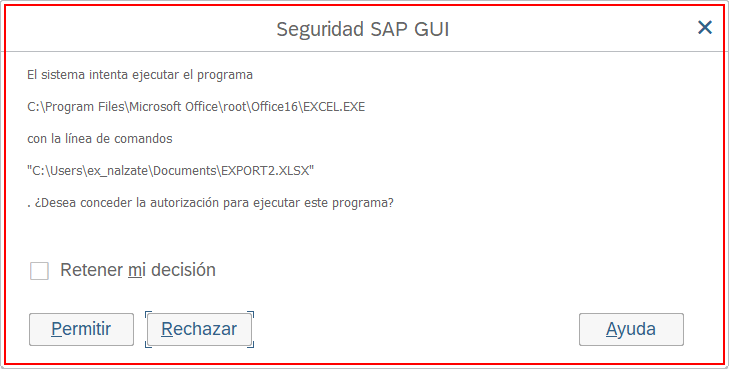 Seguridad SAP GUI
El sistema intenta ejecutar el programa
C:\Program Files\Microsoft Office\root\Office16\EXCEL.EXE
con la línea de comandos
"C:\Users\ex_nalzate\Documents\EXPORT2.XLSX"
. ¿Desea conceder la autorización para ejecutar este programa?
Retener mi decisión
Permitir Rechazar Ayuda